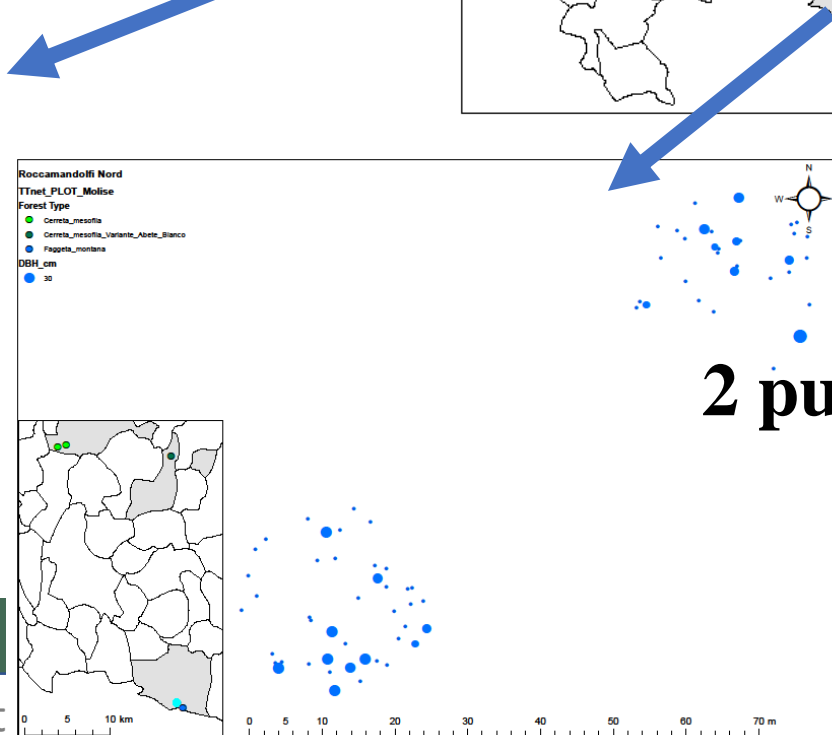 Roccamandolfi Nord
TTnet_PLOT_Molise
Forest Type
Cerreta_mesofila
Cerreta_mesofila_Variante_Abete_Bianco
Faggeta_montana
DBH_cm
30
N
W
S
2 pu
0 5 10 km
0 5 10 20 30 40 50 60 70 m